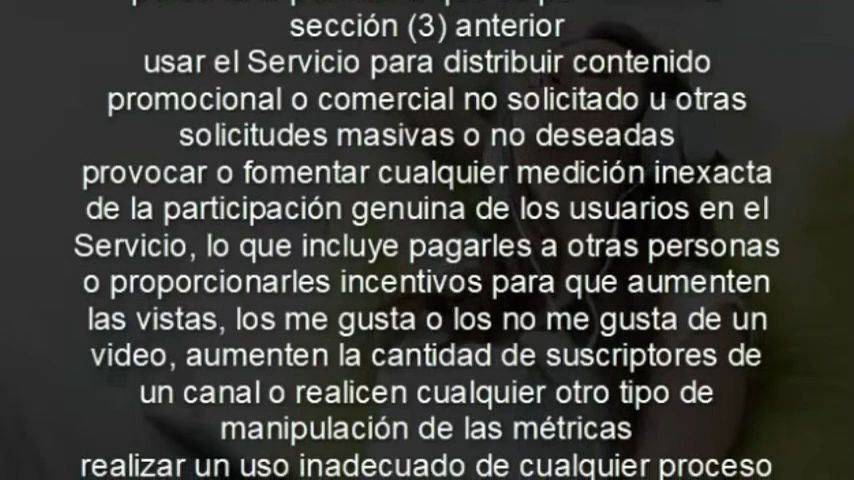 sección (3) anterior
usar el Servicio para distribuir contenido
promocional o comercial no solicitado u otras
solicitudes masivas o no deseadas
provocar o fomentar cualquier medición inexacta
de la participación genuina de los usuarios en el
Servicio, lo que incluye pagarles a otras personas
o proporcionarles incentivos para que aumenten
las vistas, los me gusta o los no me gusta de un
video, aumenten la cantidad de suscriptores de
un canal o realicen cualquier otro tipo de
manipulación de las métricas
realizar un uso inadecuado de cualquier proceso